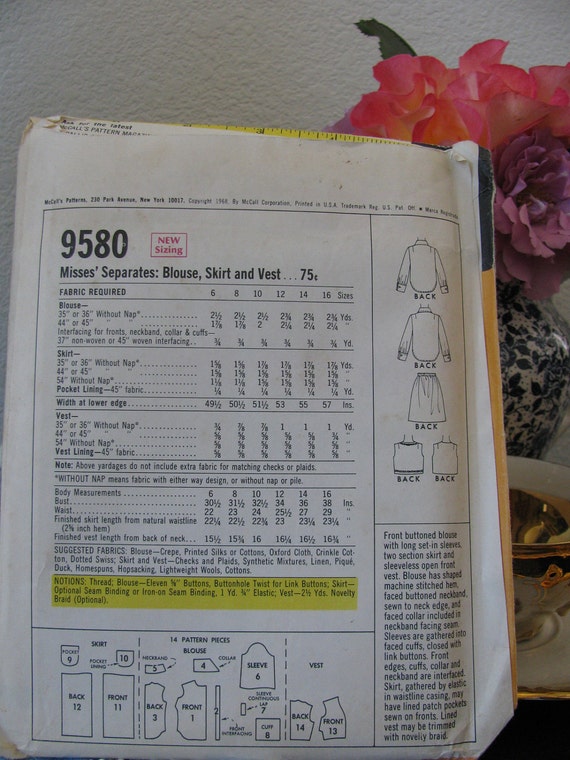 Ask for the latest
McCALL'S PATTERN MAGAZ
McCall's Patterns, 230 Park Avenue, New York 10017. Copyright 1968, By McCall Corporation, Printed in U.S.A. Trademark Reg. U.S. Pat. Off. • Marca Registrada
9580 NEW Sizing
Misses' Separates: Blouse, Skirt and Vest . . . 75¢
FABRIC REQUIRED 6 8 10 12 14 16 Sizes
Blouse—
35" or 36" Without Nap* 2½ 2½ 2½ 2¾ 2¾ 2¾ Yds.
44" or 45" " " 1⅞ 1⅞ 2 2¼ 2¼ 2¼ "
Interfacing for fronts, neckband, collar & cuffs—
37" non-woven or 45" woven interfacing.. ¾ ¾ ¾ ¾ ¾ ¾ Yd.
Skirt—
35" or 36" Without Nap* 1⅝ 1⅝ 1⅞ 1⅞ 1⅞ 1⅞ Yds.
44" or 45" " " 1⅝ 1⅝ 1⅝ 1⅝ 1⅝ 1⅝ "
54" Without Nap* 1⅛ 1⅛ 1⅝ 1⅝ 1⅝ 1⅝ "
Pocket Lining—45" fabric ¼ ¼ ¼ ¼ ¼ ¼ Yd.
Width at lower edge 49½ 50½ 51½ 53 55 57 Ins.
Vest—
35" or 36" Without Nap* ¾ ⅞ ⅞ 1 1 1 Yd.
44" or 45" " " ⅝ ⅝ ⅝ ⅝ ⅝ ¾ "
54" Without Nap* ⅝ ⅝ ⅝ ⅝ ⅝ ⅝ "
Vest Lining—45" fabric ⅝ ⅝ ⅝ ⅝ ⅝ ⅝ "
Note: Above yardages do not include extra fabric for matching checks or plaids.
*WITHOUT NAP means fabric with either way design, or without nap or pile.
Body Measurements 6 8 10 12 14 16
Bust 30½ 31½ 32½ 34 36 38 Ins.
Waist 22 23 24 25½ 27 29 "
Finished skirt length from natural waistline
(2⅝ inch hem) 22¼ 22½ 22¾ 23 23¼ 23¼ "
Finished vest length from back of neck 15½ 15¾ 16 16¼ 16½ 16¾ "
SUGGESTED FABRICS: Blouse—Crepe, Printed Silks or Cottons, Oxford Cloth, Crinkle Cot-
ton, Dotted Swiss; Skirt and Vest—Checks and Plaids, Synthetic Mixtures, Linen, Piqué,
Duck, Homespuns, Hopsacking, Lightweight Wools, Cottons.
NOTIONS: Thread; Blouse—Eleven ⅜" Buttons, Buttonhole Twist for Link Buttons; Skirt—
Optional Seam Binding or Iron-on Seam Binding, 1 Yd. ¾" Elastic; Vest—2½ Yds. Novelty
Braid (Optional).
BACK
BACK
BACK
BACK
Front buttoned blouse
with long set-in sleeves,
two section skirt and
sleeveless open front
vest. Blouse has shaped
machine stitched hem,
faced buttoned neckband,
sewn to neck edge, and
faced collar included in
neckband facing seam.
Sleeves are gathered into
faced cuffs, closed with
link buttons. Front
edges, cuffs, collar and
neckband are interfaced.
Skirt, gathered by elastic
in waistline casing, may
have lined patch pockets
sewn on fronts. Lined
vest may be trimmed
with novelty braid.
14 PATTERN PIECES
SKIRT
POCKET 9
POCKET LINING 10
BACK 12
FRONT 11
BLOUSE
NECKBAND 5
4 COLLAR
SLEEVE 6
BACK 3
FRONT 1
2
FRONT INTERFACING
SLEEVE CONTINUOUS LAP 7
CUFF 8
VEST
BACK 14
FRONT 13